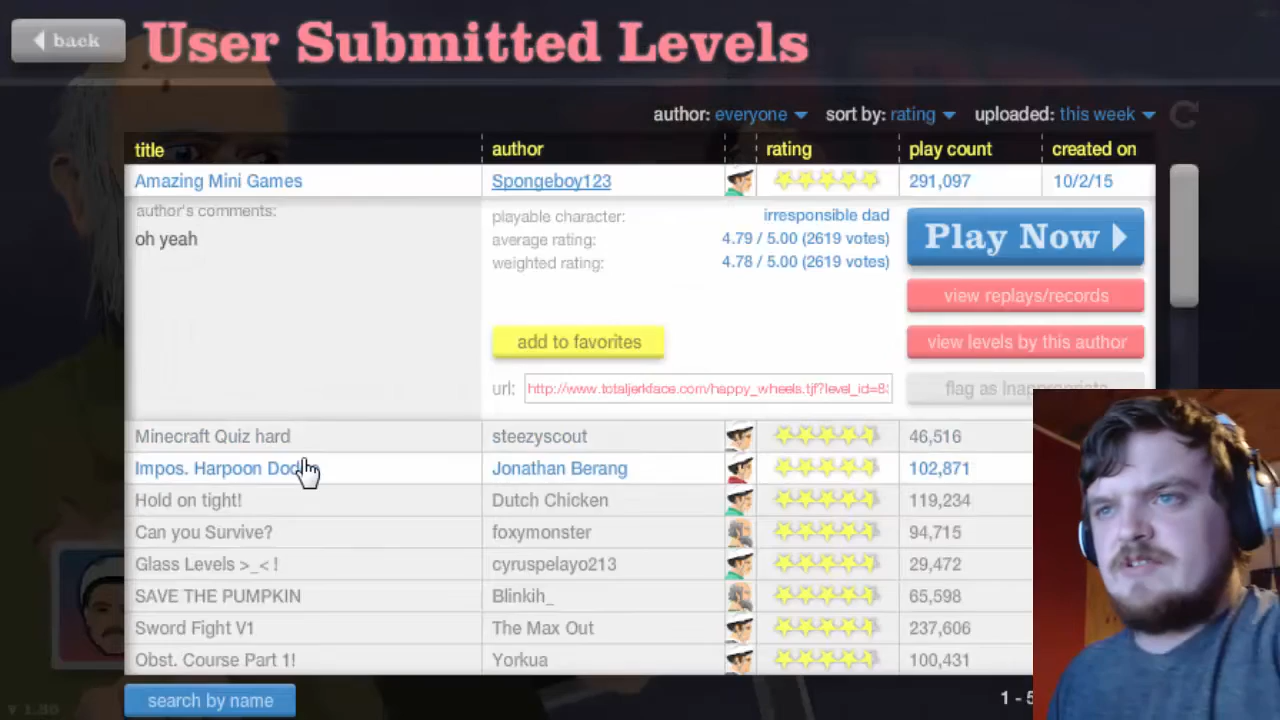 back
User Submitted Levels
author: everyone sort by: rating uploaded: this week
title author rating play count created on
Amazing Mini Games Spongeboy123 291,097 10/2/15
author's comments:
oh yeah
playable character: irresponsible dad
average rating: 4.79 / 5.00 (2619 votes)
weighted rating: 4.78 / 5.00 (2619 votes)
Play Now
view replays/records
add to favorites
view levels by this author
url: http://www.totaljerkface.com/happy_wheels.tjf?level_id=8
flag as
Minecraft Quiz hard steezyscout 46,516
Impos. Harpoon Jonathan Berang 102,871
Hold on tight! Dutch Chicken 119,234
Can you Survive? foxymonster 94,715
Glass Levels >_< ! cyruspelayo213 29,472
SAVE THE PUMPKIN Blinkih_ 65,598
Sword Fight V1 The Max Out 237,606
Obst. Course Part 1! Yorkua 100,431
search by name
1 - 5